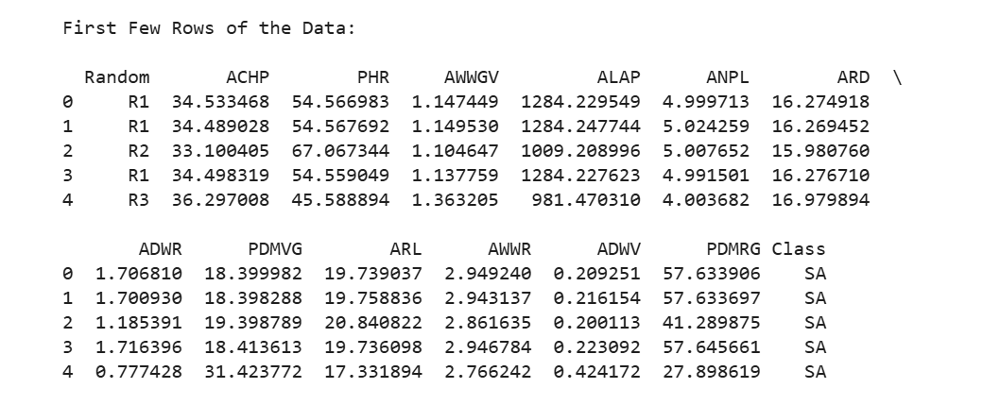 First Few Rows of the Data:
Random ACHP PHR AWWGV ALAP ANPL ARD \
0 R1 34.533468 54.566983 1.147449 1284.229549 4.999713 16.274918
1 R1 34.489028 54.567692 1.149530 1284.247744 5.024259 16.269452
2 R2 33.100405 67.067344 1.104647 1009.208996 5.007652 15.980760
3 R1 34.498319 54.559049 1.137759 1284.227623 4.991501 16.276710
4 R3 36.297008 45.588894 1.363205 981.470310 4.003682 16.979894
ADWR PDMVG ARL AWWR ADWV PDMRG Class
0 1.706810 18.399982 19.739037 2.949240 0.209251 57.633906 SA
1 1.700930 18.398288 19.758836 2.943137 0.216154 57.633697 SA
2 1.185391 19.398789 20.840822 2.861635 0.200113 41.289875 SA
3 1.716396 18.413613 19.736098 2.946784 0.223092 57.645661 SA
4 0.777428 31.423772 17.331894 2.766242 0.424172 27.898619 SA